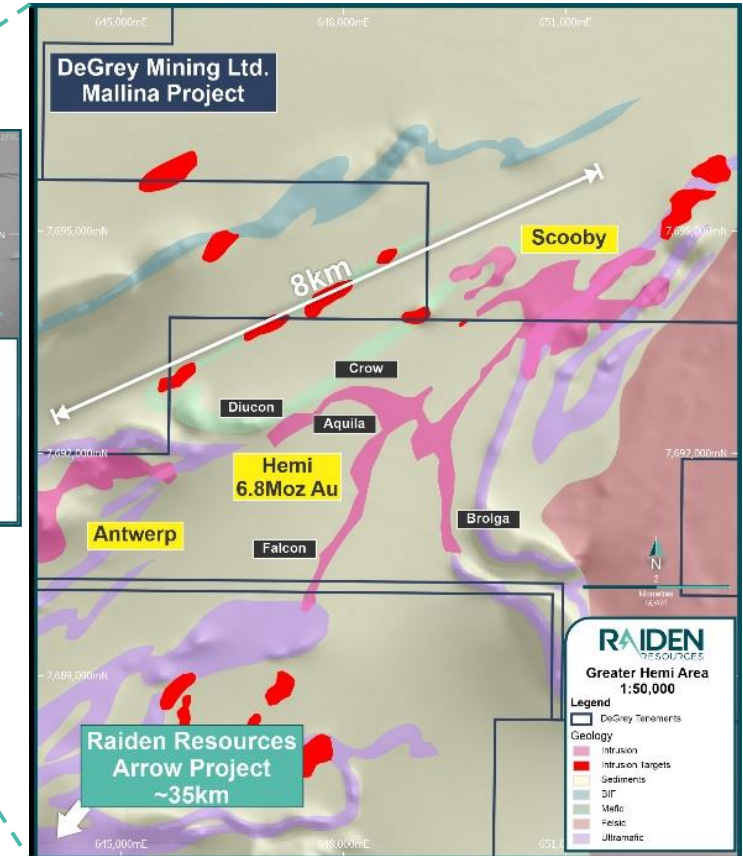 645,000mE
648,000mE
651,000mE
DeGrey Mining Ltd.
Mallina Project
7,695,000mN
7,695,000mN
Scooby
8km
Crow
Diucon
Aquila
7,692,000mN
7,692,000mN
Hemi
6.8Moz Au
Antwerp
Brolga
Falcon
N
2
kilometres
RAIDEN
RESOURCES
Greater Hemi Area
1:50,000
Legend
DeGrey Tenements
Geology
Intrusion
Intrusion Targets
Sediments
BIF
Mafic
Felsic
Ultramafic
7,689,000mN
Raiden Resources
Arrow Project
~35km
645,000mE
648,000mE
N